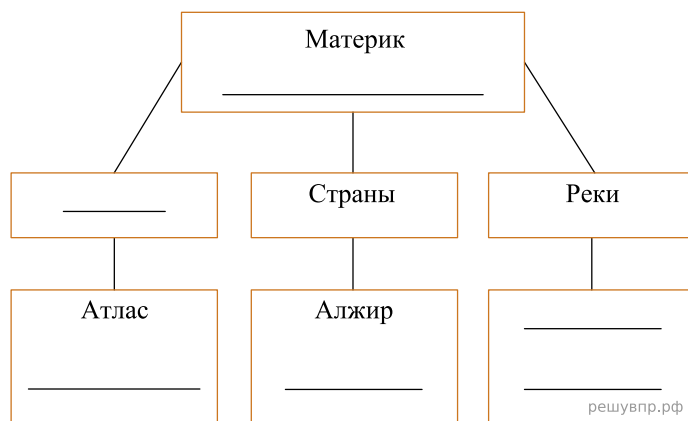 Материк
Страны
Реки
Атлас
Алжир
решувпр.рф